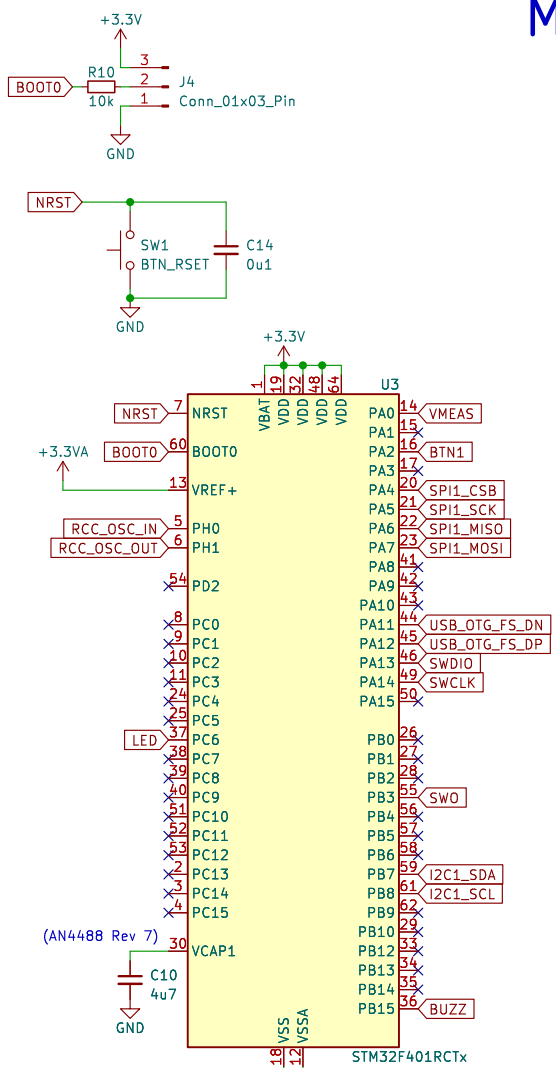 M
+3.3V
3
R10
2
J4
BOOT0
10k
1
Conn_01x03_Pin
GND
NRST
SW1
C14
BTN_RSET
0u1
GND
+3.3V
1 19 32 48 64
U3
VBAT VDD VDD VDD VDD
NRST 7 NRST
PA0 14 VMEAS
PA1 15
BOOT0 60 BOOT0
PA2 16 BTN1
+3.3VA
PA3 17
13 VREF+
PA4 20 SPI1_CSB
PA5 21 SPI1_SCK
RCC_OSC_IN 5 PH0
PA6 22 SPI1_MISO
RCC_OSC_OUT 6 PH1
PA7 23 SPI1_MOSI
PA8 41
54 PD2
PA9 42
PA10 43
8 PC0
PA11 44 USB_OTG_FS_DN
9 PC1
PA12 45 USB_OTG_FS_DP
10 PC2
PA13 46 SWDIO
11 PC3
PA14 49 SWCLK
24 PC4
PA15 50
25 PC5
LED 37 PC6
PB0 26
38 PC7
PB1 27
39 PC8
PB2 28
40 PC9
PB3 55 SWO
51 PC10
PB4 56
52 PC11
PB5 57
53 PC12
PB6 58
2 PC13
PB7 59 I2C1_SDA
3 PC14
PB8 61 I2C1_SCL
4 PC15
PB9 62
(AN4488 Rev 7)
PB10 29
30 VCAP1
PB12 33
C10
PB13 34
4u7
PB14 35
GND
PB15 36 BUZZ
VSS VSSA
18 12
STM32F401RCTx